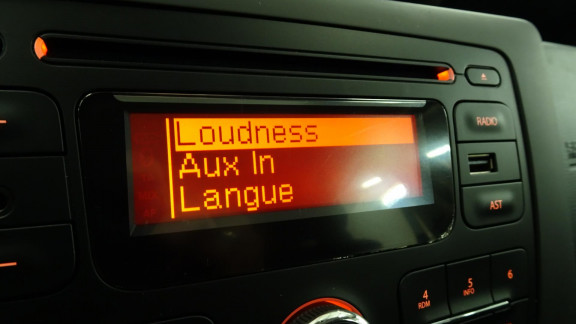 Loudness
Aux In
Langue
RADIO
AST
4
RDM
5
INFO
6